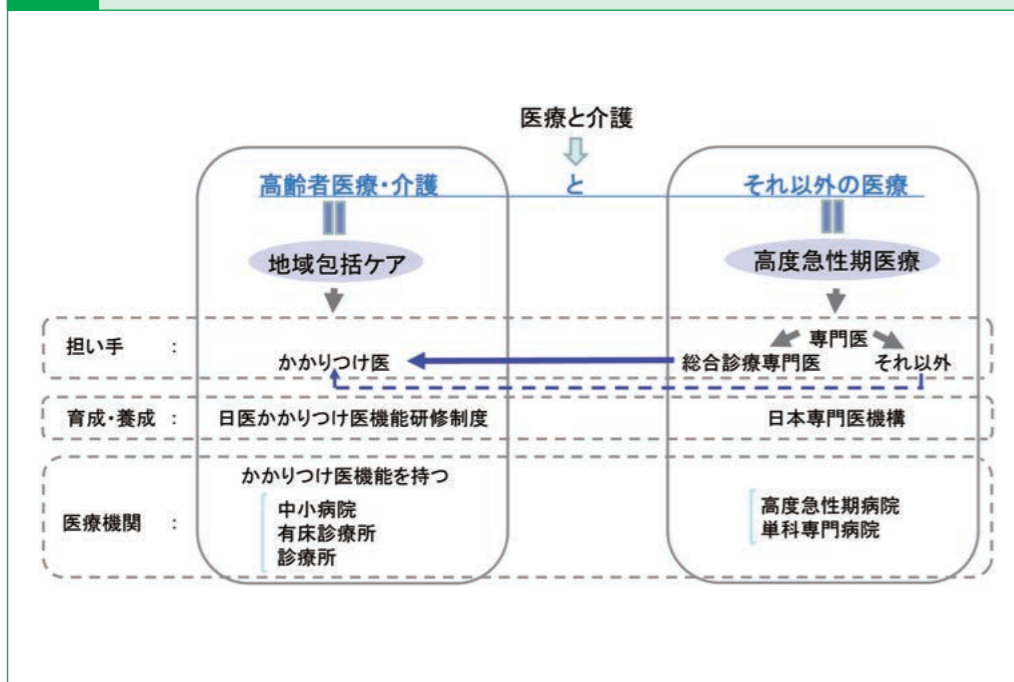 医療と介護
高齢者医療・介護 と それ以外の医療
地域包括ケア 高度急性期医療
担い手 : 専門医
かかりつけ医 総合診療専門医 それ以外
育成・養成 : 日医かかりつけ医機能研修制度 日本専門医機構
医療機関 : かかりつけ医機能を持つ
中小病院
有床診療所
診療所
高度急性期病院
単科専門病院